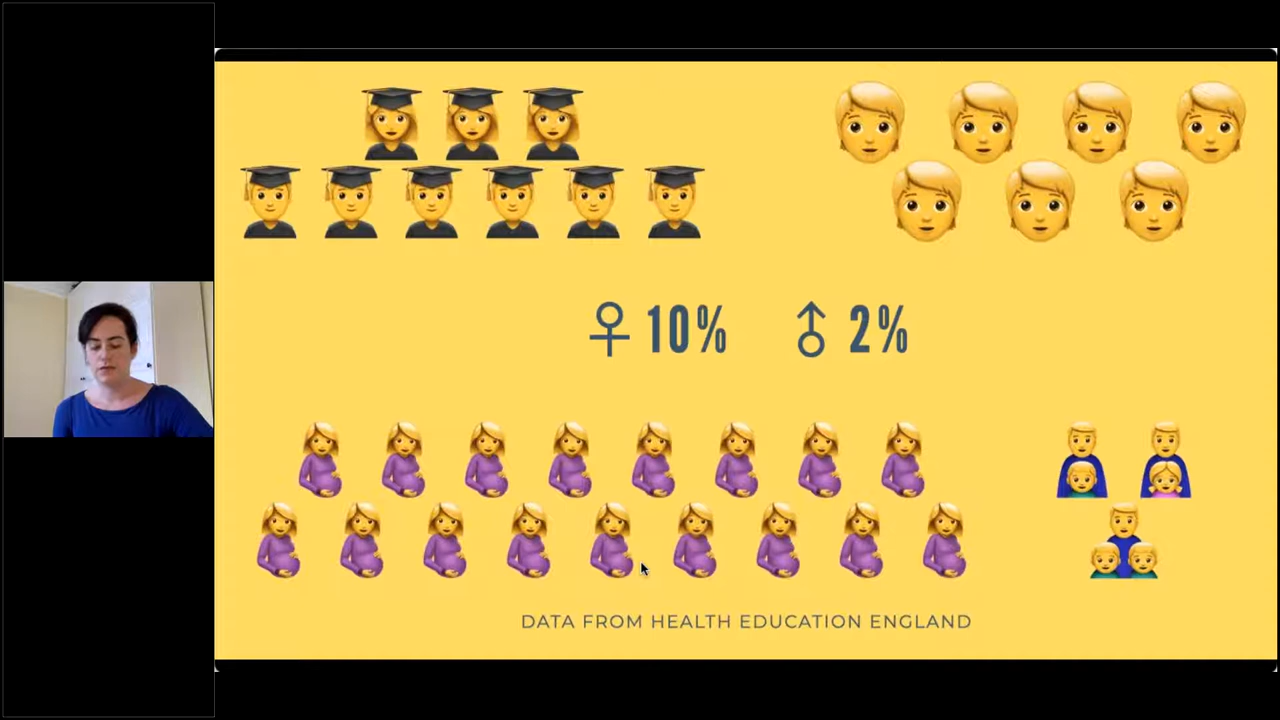 ♀ 10% ♂ 2%
DATA FROM HEALTH EDUCATION ENGLAND